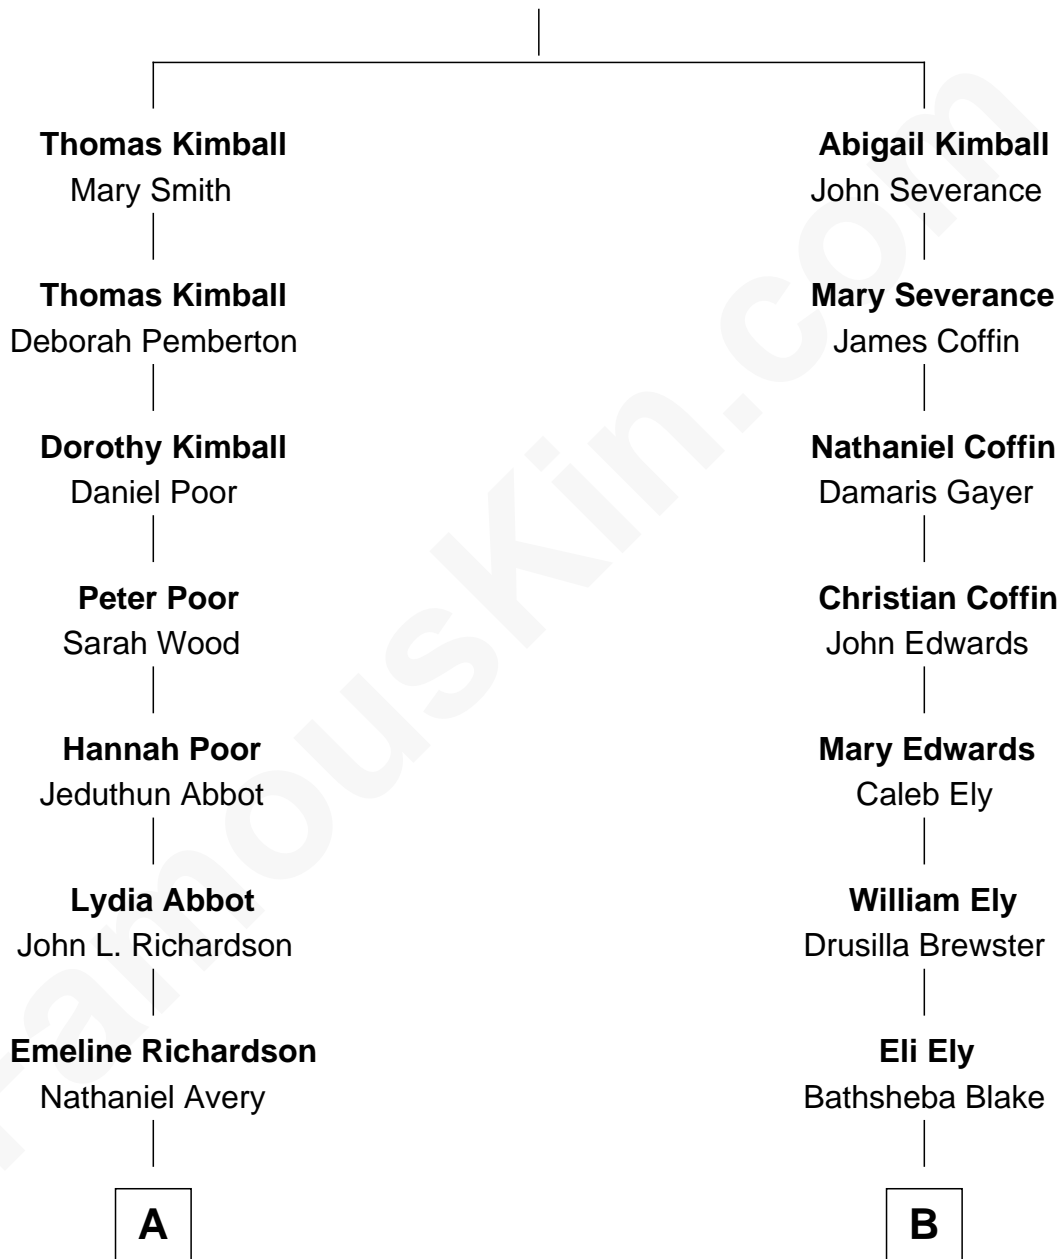 Thomas Kimball
Mary Smith
Abigail Kimball
John Severance
Thomas Kimball
Deborah Pemberton
Mary Severance
James Coffin
Dorothy Kimball
Daniel Poor
Nathaniel Coffin
Damaris Gayer
Peter Poor
Sarah Wood
Christian Coffin
John Edwards
Hannah Poor
Jeduthun Abbot
Mary Edwards
Caleb Ely
Lydia Abbot
John L. Richardson
William Ely
Drusilla Brewster
Emeline Richardson
Nathaniel Avery
Eli Ely
Bathsheba Blake
A
B
FamousKin.com